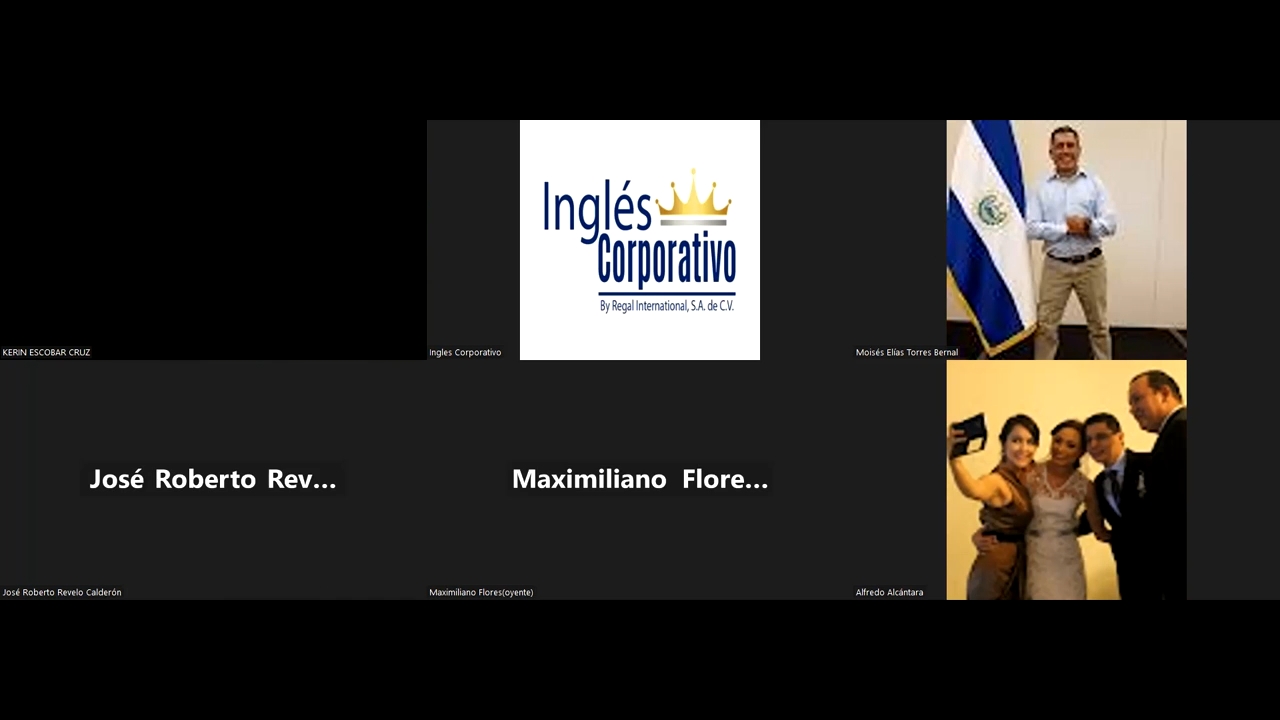 Inglés
Corporativo
By Regal International, S.A. de C.V.
KERIN ESCOBAR CRUZ
Ingles Corporativo
Moisés Elías Torres Bernal
José Roberto Rev...
Maximiliano Flore...
José Roberto Revelo Calderón
Maximiliano Flores(oyente)
Alfredo Alcántara